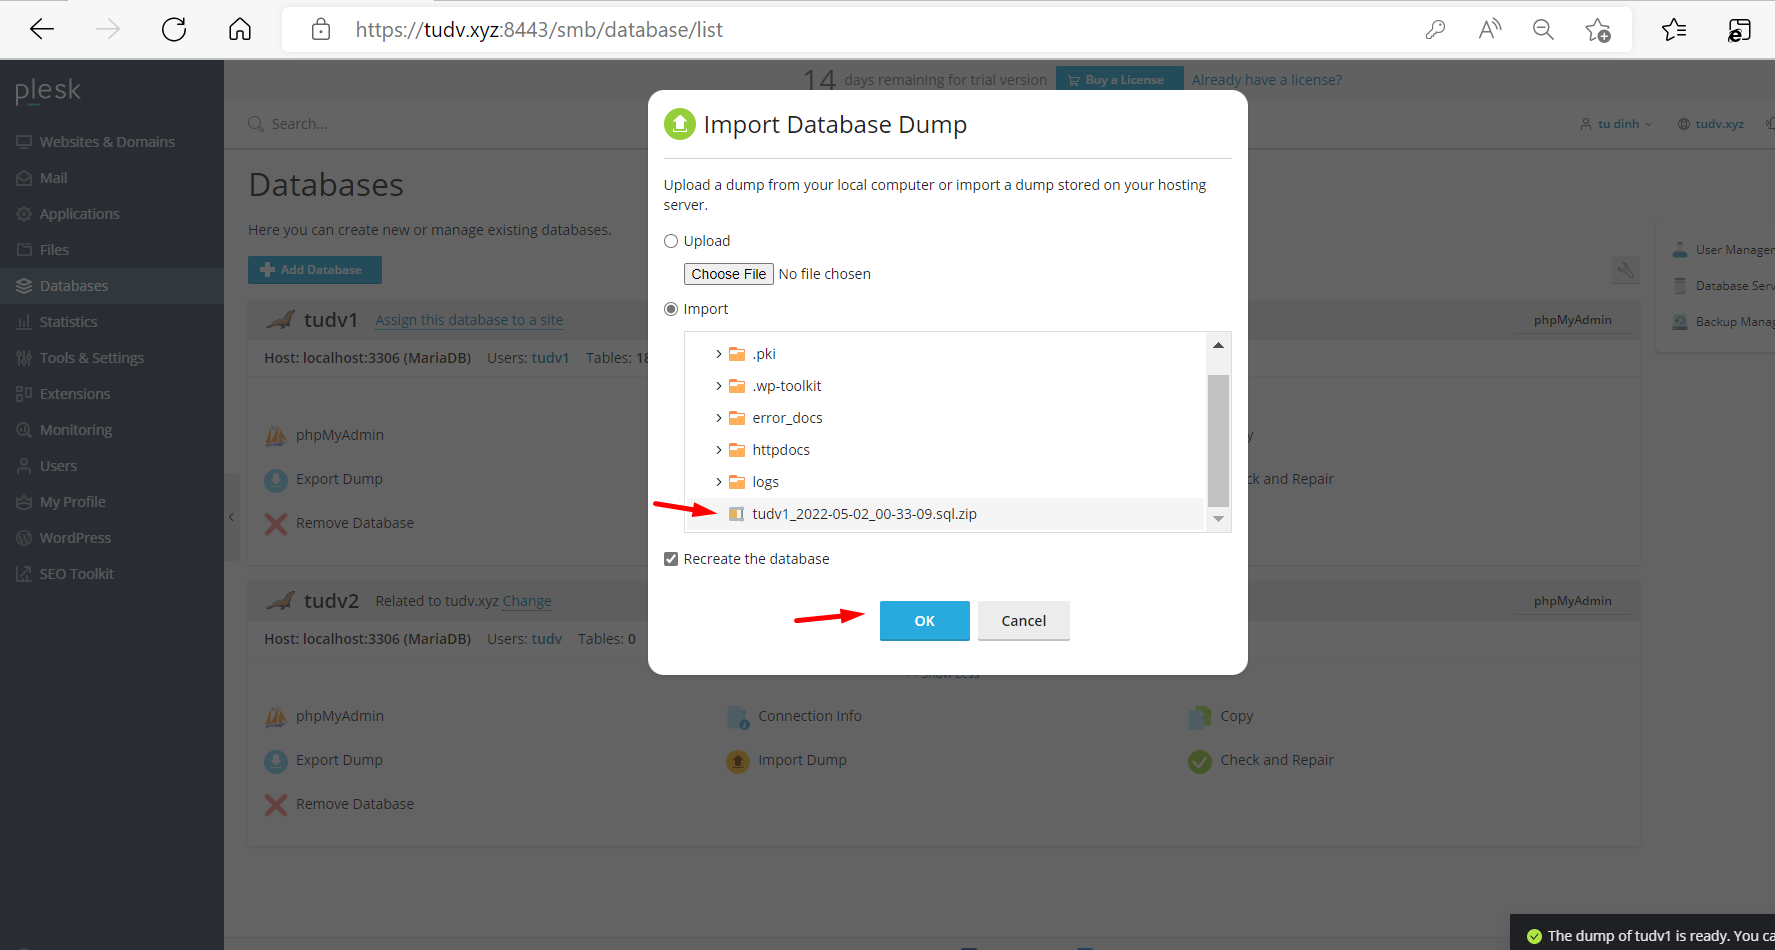 https://tudv.xyz:8443/smb/database/list
plesk
14 days remaining for trial version Buy a License Already have a license?
Search...
tu dinh
tudv.xyz
Websites & Domains
Mail
Applications
Files
Databases
Statistics
Tools & Settings
Extensions
Monitoring
Users
My Profile
WordPress
SEO Toolkit
Databases
Here you can create new or manage existing databases.
Add Database
tudv1 Assign this database to a site
phpMyAdmin
Host: localhost:3306 (MariaDB) Users: tudv1 Tables: 18
phpMyAdmin
Export Dump
ck and Repair
Remove Database
tudv2 Related to tudv.xyz Change
phpMyAdmin
Host: localhost:3306 (MariaDB) Users: tudv Tables: 0
Show Less
phpMyAdmin
Connection Info
Copy
Export Dump
Import Dump
Check and Repair
Remove Database
User Manager
Database Serv
Backup Manag
Import Database Dump
Upload a dump from your local computer or import a dump stored on your hosting
server.
Upload
Choose File No file chosen
Import
.pki
.wp-toolkit
error_docs
httpdocs
logs
tudv1_2022-05-02_00-33-09.sql.zip
Recreate the database
OK
Cancel
The dump of tudv1 is ready. You ca